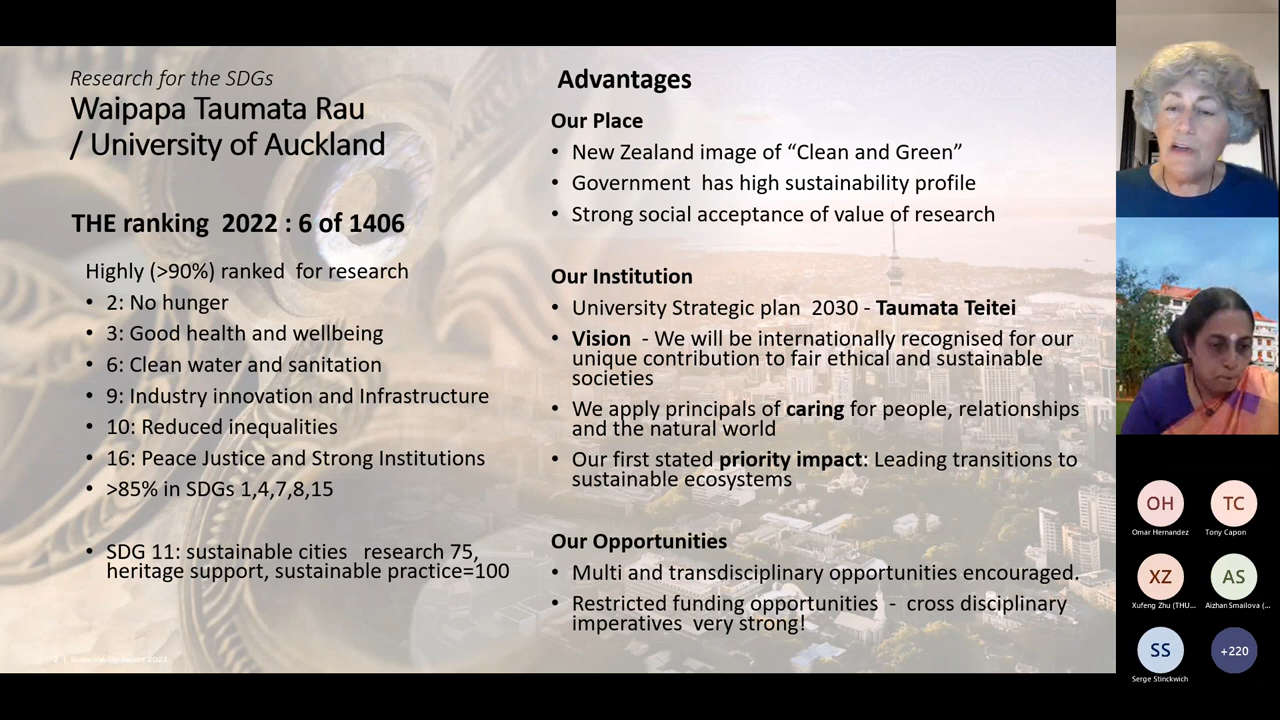 Research for the SDGs
Waipapa Taumata Rau
/ University of Auckland
THE ranking 2022 : 6 of 1406
Highly (>90%) ranked for research
• 2: No hunger
• 3: Good health and wellbeing
• 6: Clean water and sanitation
• 9: Industry innovation and Infrastructure
• 10: Reduced inequalities
• 16: Peace Justice and Strong Institutions
• >85% in SDGs 1,4,7,8,15
• SDG 11: sustainable cities research 75,
heritage support, sustainable practice=100
2 | Sustainability Report 2022
Advantages
Our Place
• New Zealand image of “Clean and Green”
• Government has high sustainability profile
• Strong social acceptance of value of research
Our Institution
• University Strategic plan 2030 - Taumata Teitei
• Vision - We will be internationally recognised for our
unique contribution to fair ethical and sustainable
societies
• We apply principals of caring for people, relationships
and the natural world
• Our first stated priority impact: Leading transitions to
sustainable ecosystems
Our Opportunities
• Multi and transdisciplinary opportunities encouraged.
• Restricted funding opportunities - cross disciplinary
imperatives very strong!
OH
Omar Hernandez
TC
Tony Capon
XZ
Xufeng Zhu (THU...
AS
Aizhan Smailova (...
SS
Serge Stinckwich
+220